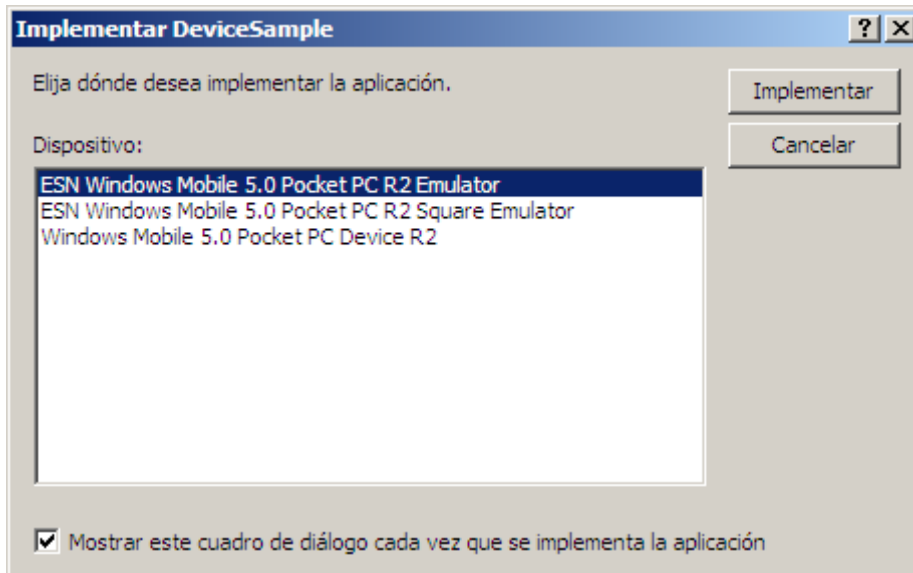 Implementar DeviceSample
Elija dónde desea implementar la aplicación.
Implementar
Cancelar
Dispositivo:
ESN Windows Mobile 5.0 Pocket PC R2 Emulator
ESN Windows Mobile 5.0 Pocket PC R2 Square Emulator
Windows Mobile 5.0 Pocket PC Device R2
Mostrar este cuadro de diálogo cada vez que se implementa la aplicación